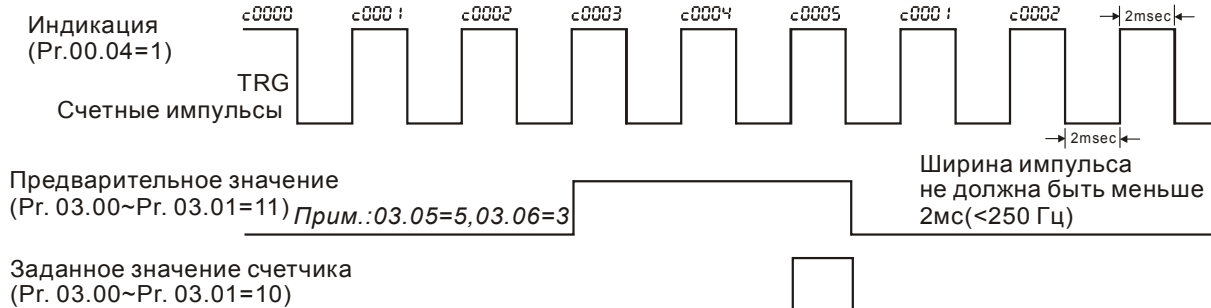 c0000 c0001 c0002 c0003 c0004 c0005 c0001 c0002 2msec
Индикация
(Pr.00.04=1)
TRG
Счетные импульсы
2msec
Предварительное значение
(Pr. 03.00~Pr. 03.01=11) Прим.:03.05=5,03.06=3
Ширина импульса
не должна быть меньше
2мс(<250 Гц)
Заданное значение счетчика
(Pr. 03.00~Pr. 03.01=10)